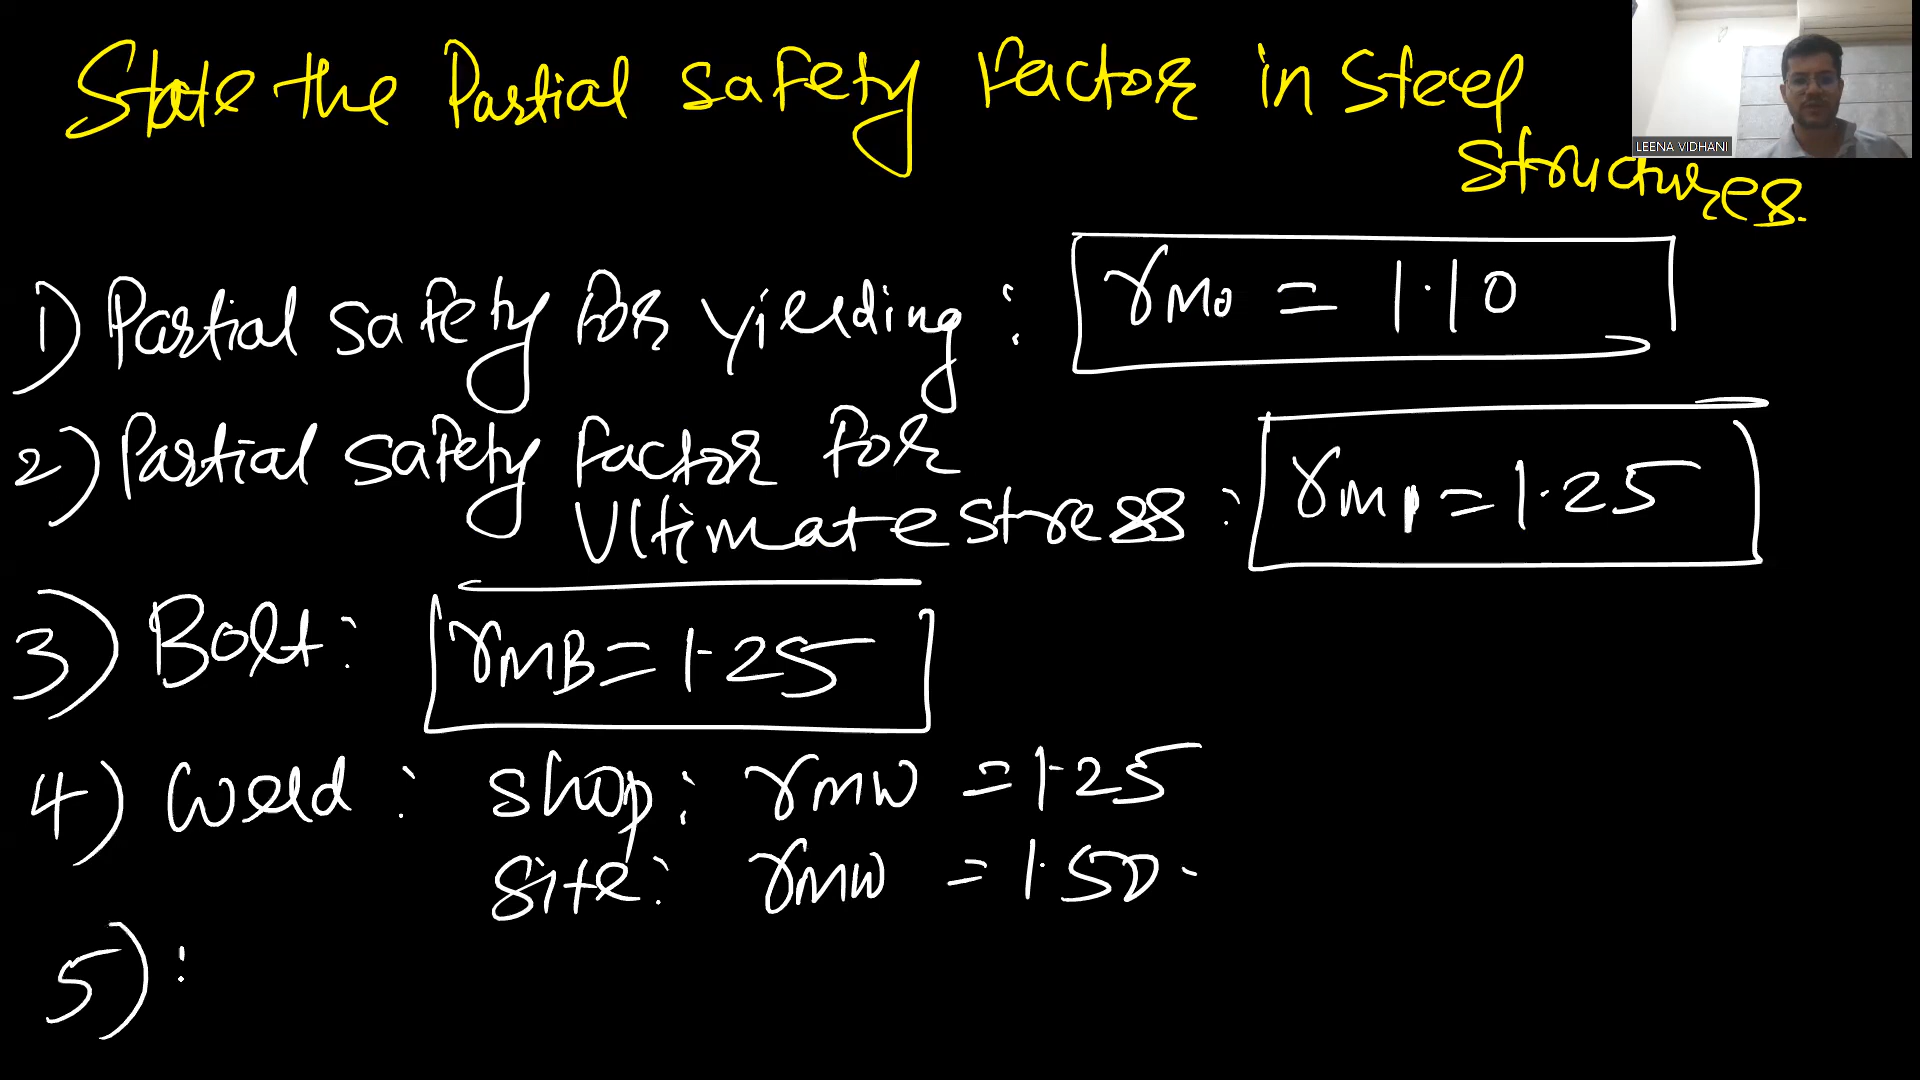 State the Partial safety factor in steel
LEENA VIDHANI
structures.
1) Partial safety for yielding : γM0 = 1.10
2) Partial safety factor for
Ultimate stress : γM1 = 1.25
3) Bolt : γMB = 1.25
4) Weld : shop : γMW = 1.25
Site : γMW = 1.50.
5) :